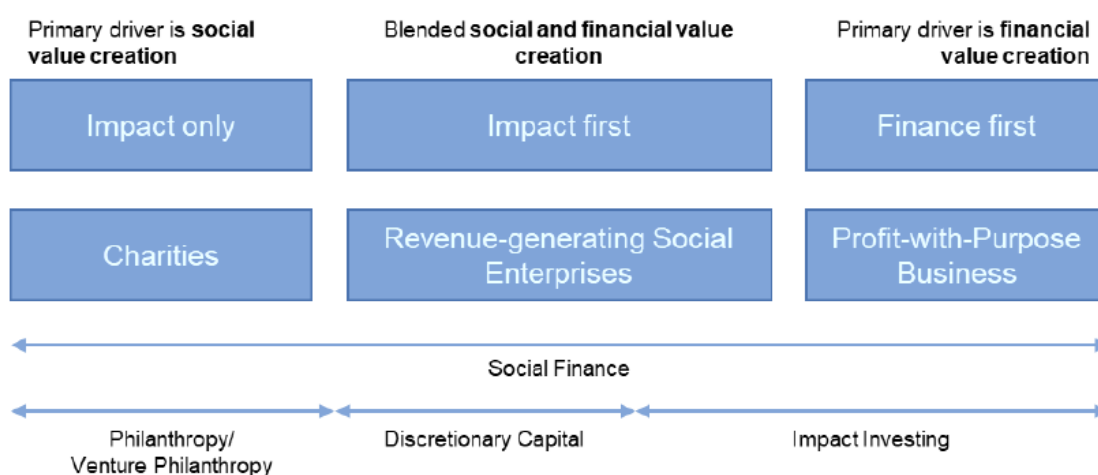 Primary driver is social
value creation
Blended social and financial value
creation
Primary driver is financial
value creation
Impact only
Impact first
Finance first
Charities
Revenue-generating Social
Enterprises
Profit-with-Purpose
Business
Social Finance
Philanthropy/
Venture Philanthropy
Discretionary Capital
Impact Investing